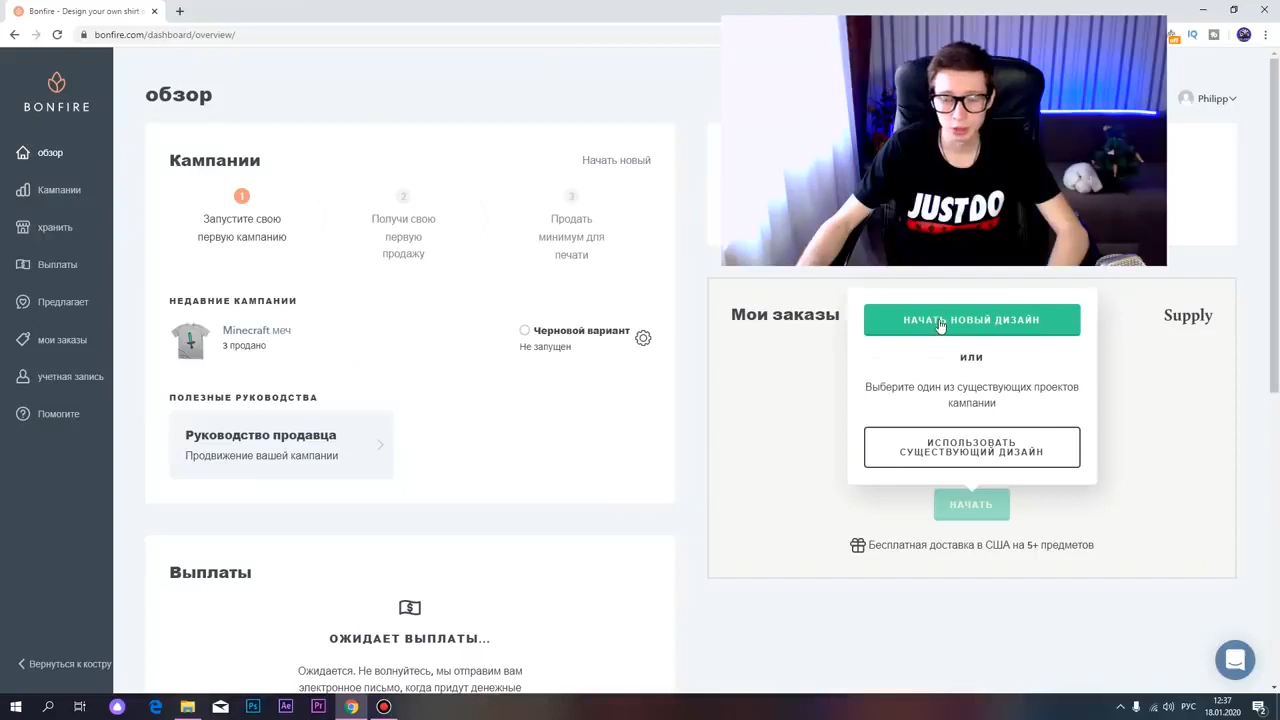 Bonfire - Design your own shirt
bonfire.com/dashboard/overview/
BONFIRE
обзор
Кампании
хранить
Выплаты
Предлагает
мои заказы
учетная запись
Помогите
Вернуться к костру
обзор
Philipp
Кампании
Начать новый
1
Запустите свою
первую кампанию
2
Получи свою
первую
продажу
3
Продать
минимум для
печати
НЕДАВНИЕ КАМПАНИИ
Minecraft меч
3 продано
Черновой вариант
Не запущен
ПОЛЕЗНЫЕ РУКОВОДСТВА
Руководство продавца
Продвижение вашей кампании
Выплаты
ОЖИДАЕТ ВЫПЛАТЫ...
Ожидается. Не волнуйтесь, мы отправим вам
электронное письмо, когда придут денежные
JUST DO
Мои заказы
Supply
НАЧАТЬ НОВЫЙ ДИЗАЙН
ИЛИ
Выберите один из существующих проектов
кампании
ИСПОЛЬЗОВАТЬ
СУЩЕСТВУЮЩИЙ ДИЗАЙН
НАЧАТЬ
Бесплатная доставка в США на 5+ предметов
РУС
12:37
18.01.2020